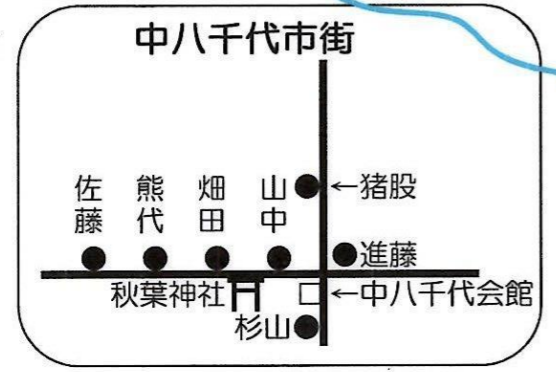 中八千代市街
佐藤
熊代
畑田
山中
←猪股
進藤
秋葉神社
←中八千代会館
杉山